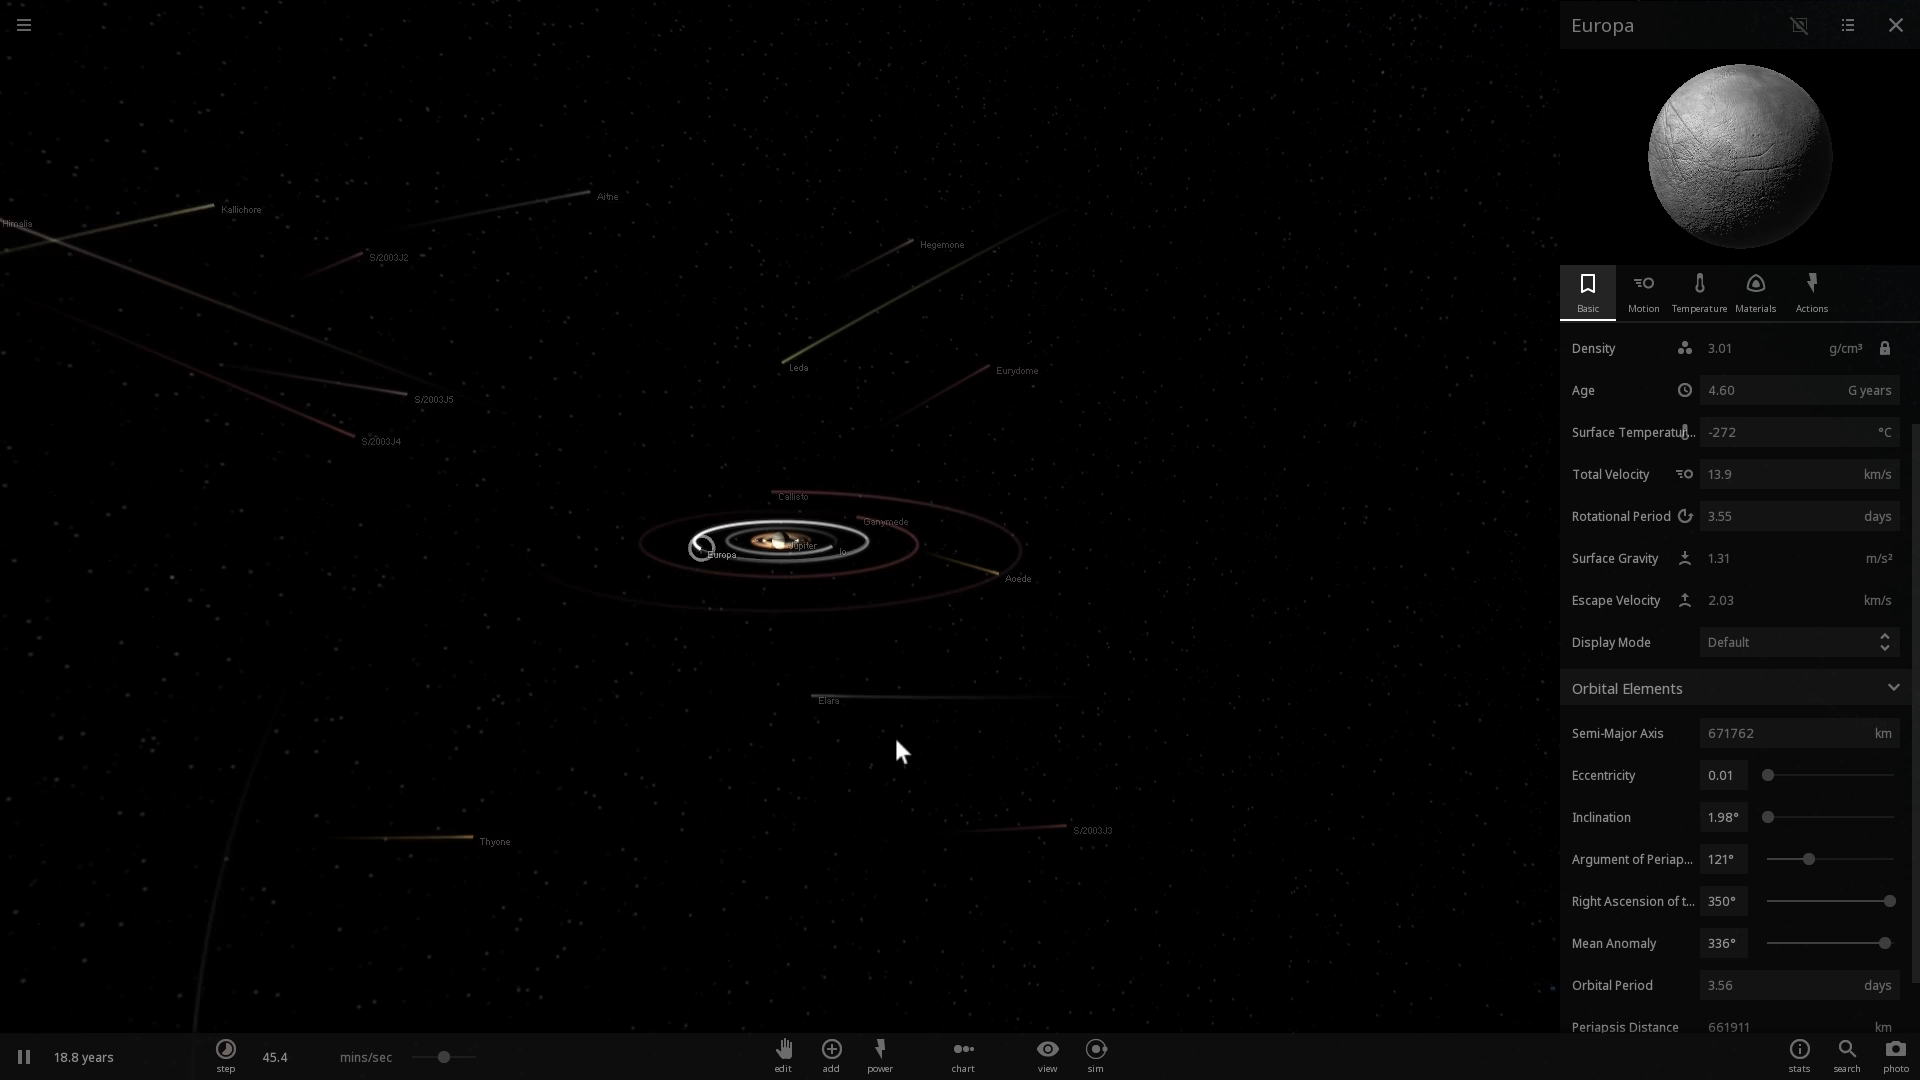 Europa
Himalia
Kallichore
Aitne
S/2003J2
Hegemone
Leda
Eurydome
S/2003J5
S/2003J4
Callisto
Ganymede
Jupiter
Io
Europa
Aoede
Elara
Thyone
S/2003J3
Basic
Motion
Temperature
Materials
Actions
Density 3.01 g/cm³
Age 4.60 G years
Surface Temperatur... -272 °C
Total Velocity 13.9 km/s
Rotational Period 3.55 days
Surface Gravity 1.31 m/s²
Escape Velocity 2.03 km/s
Display Mode Default
Orbital Elements
Semi-Major Axis 671762 km
Eccentricity 0.01
Inclination 1.98°
Argument of Periap... 121°
Right Ascension of t... 350°
Mean Anomaly 336°
Orbital Period 3.56 days
Periapsis Distance 661911 km
18.8 years
step
45.4 mins/sec
edit
add
power
chart
view
sim
stats
search
photo